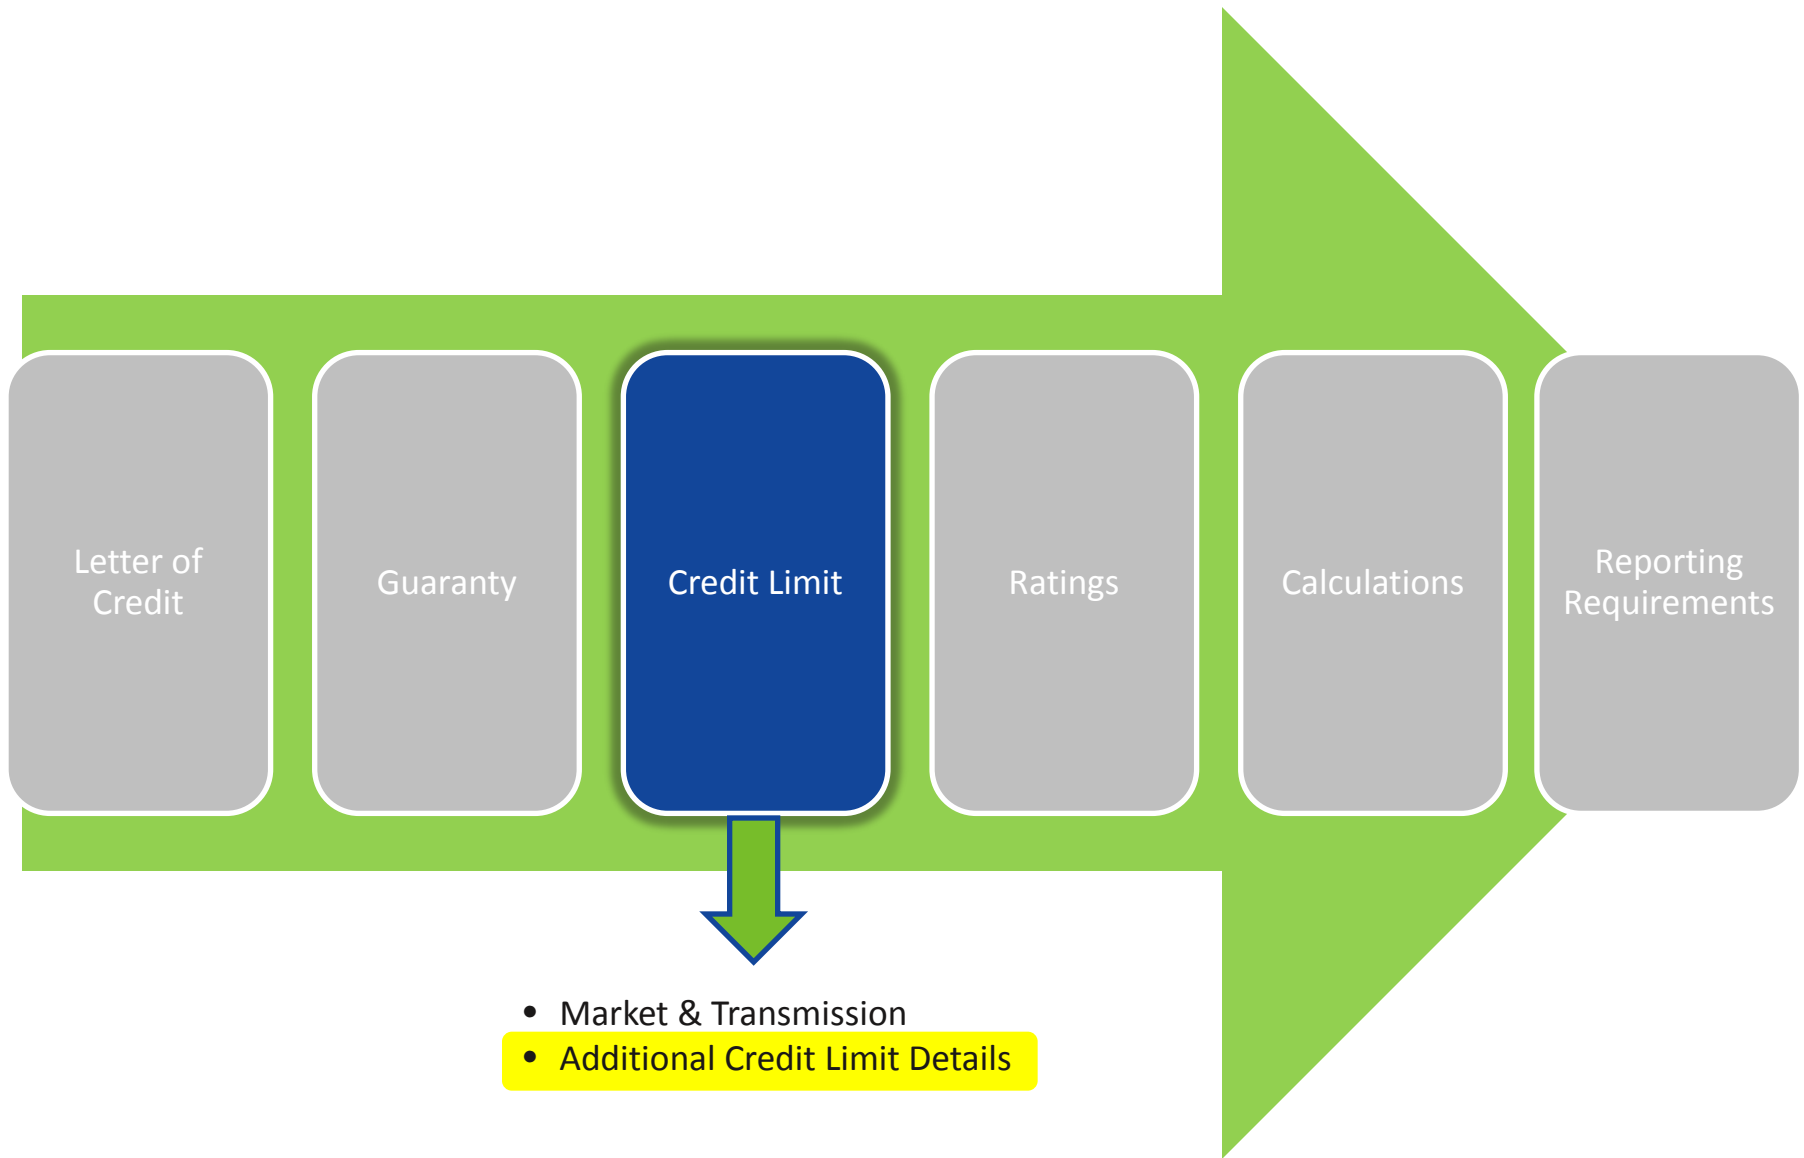 Letter of
Credit
Guaranty
Credit Limit
Ratings
Calculations
Reporting
Requirements
• Market & Transmission
• Additional Credit Limit Details